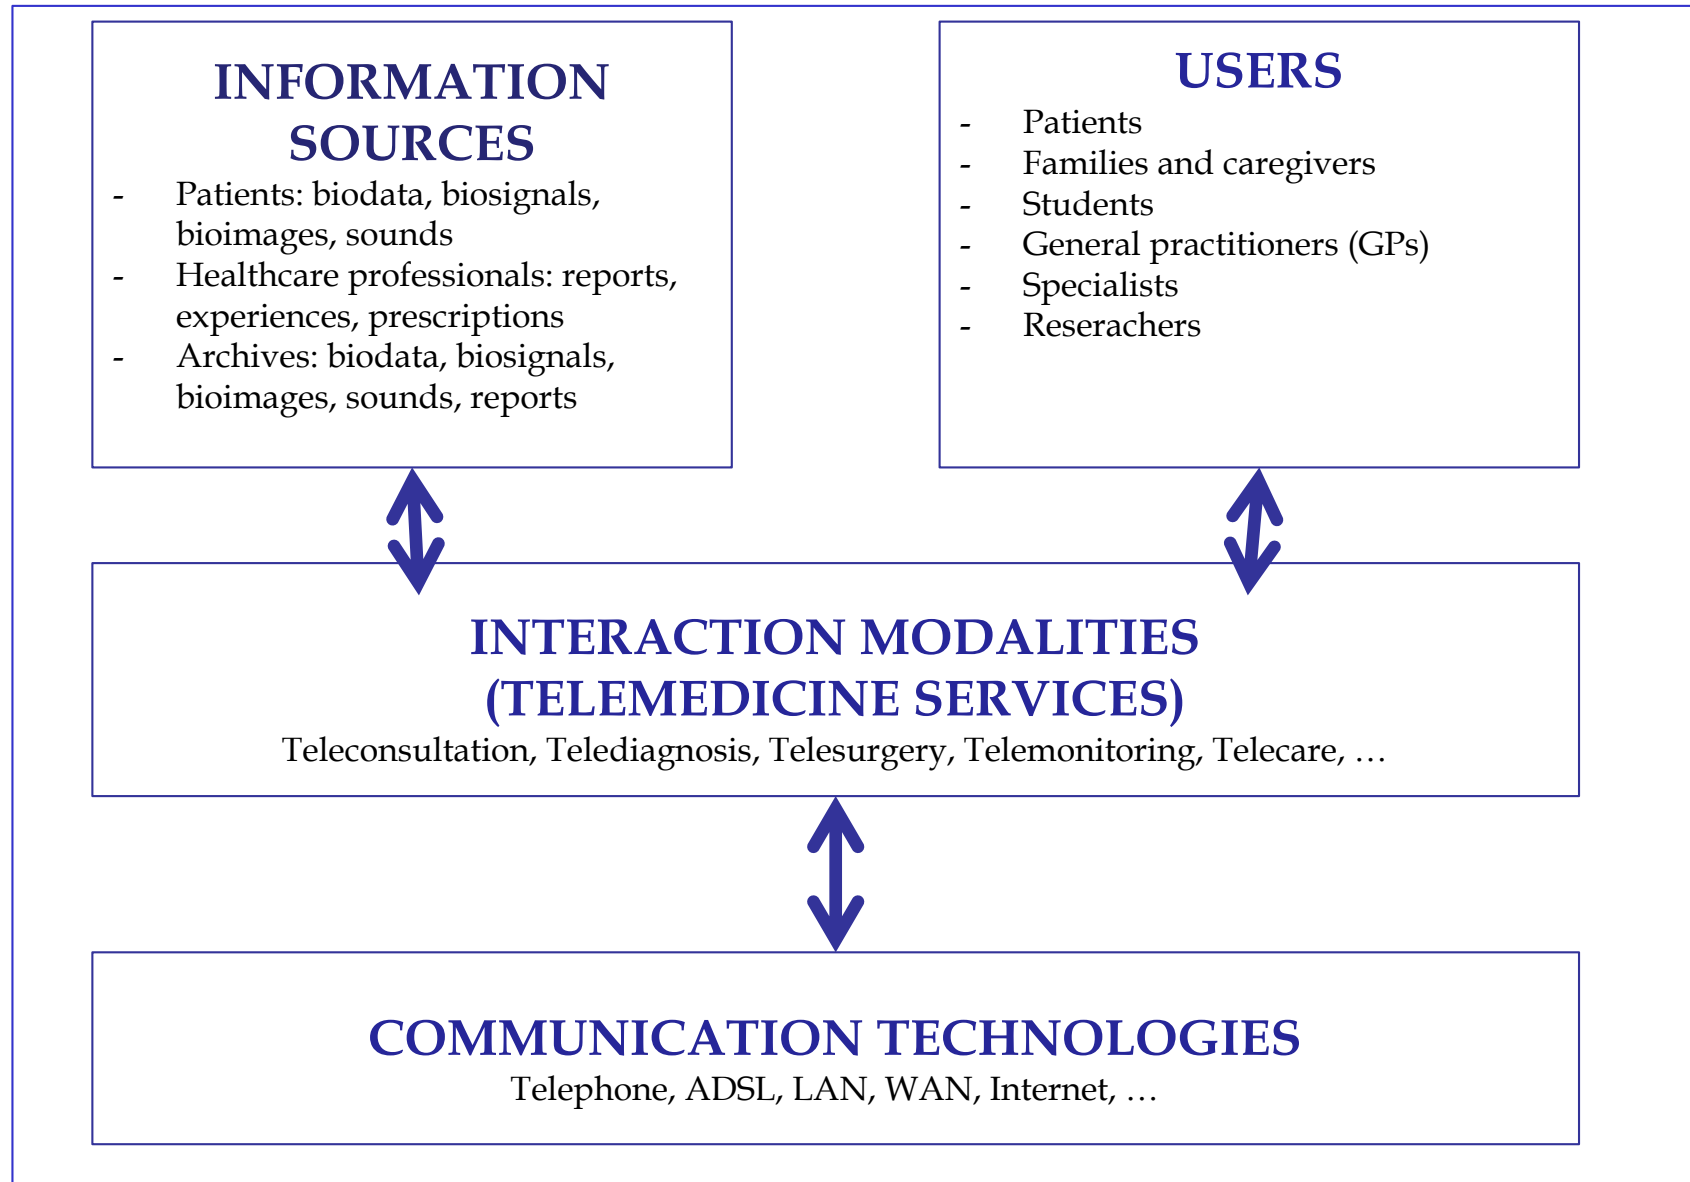 INFORMATION
SOURCES
- Patients: biodata, biosignals,
bioimages, sounds
- Healthcare professionals: reports,
experiences, prescriptions
- Archives: biodata, biosignals,
bioimages, sounds, reports
USERS
- Patients
- Families and caregivers
- Students
- General practitioners (GPs)
- Specialists
- Reserachers
INTERACTION MODALITIES
(TELEMEDICINE SERVICES)
Teleconsultation, Telediagnosis, Telesurgery, Telemonitoring, Telecare, …
COMMUNICATION TECHNOLOGIES
Telephone, ADSL, LAN, WAN, Internet, …